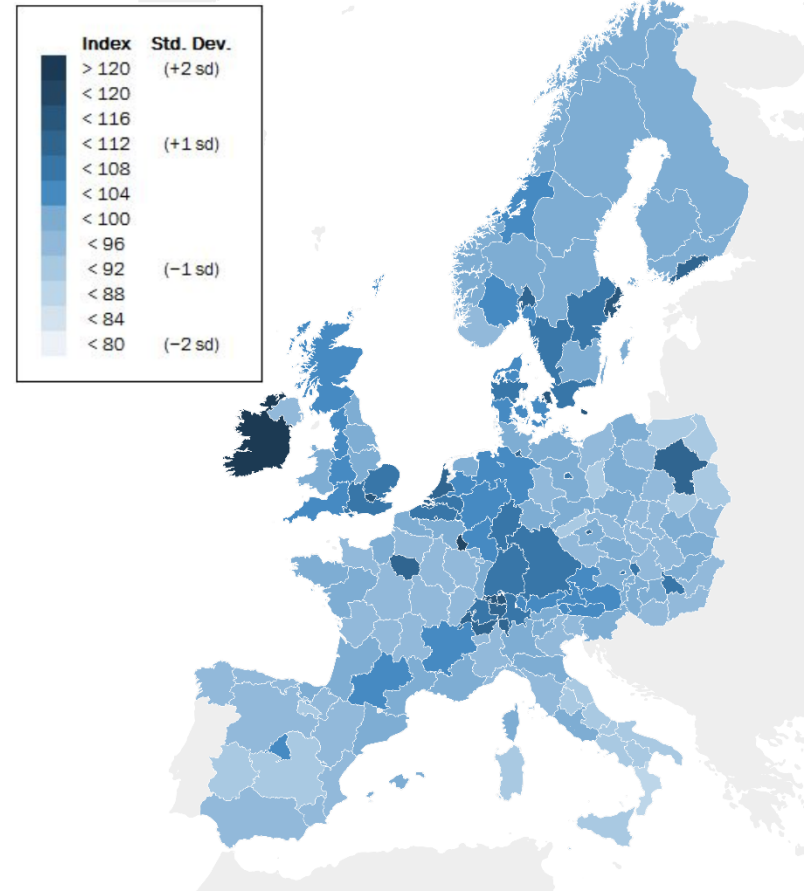 Index Std. Dev.
> 120 (+2 sd)
< 120
< 116
< 112 (+1 sd)
< 108
< 104
< 100
< 96
< 92 (−1 sd)
< 88
< 84
< 80 (−2 sd)